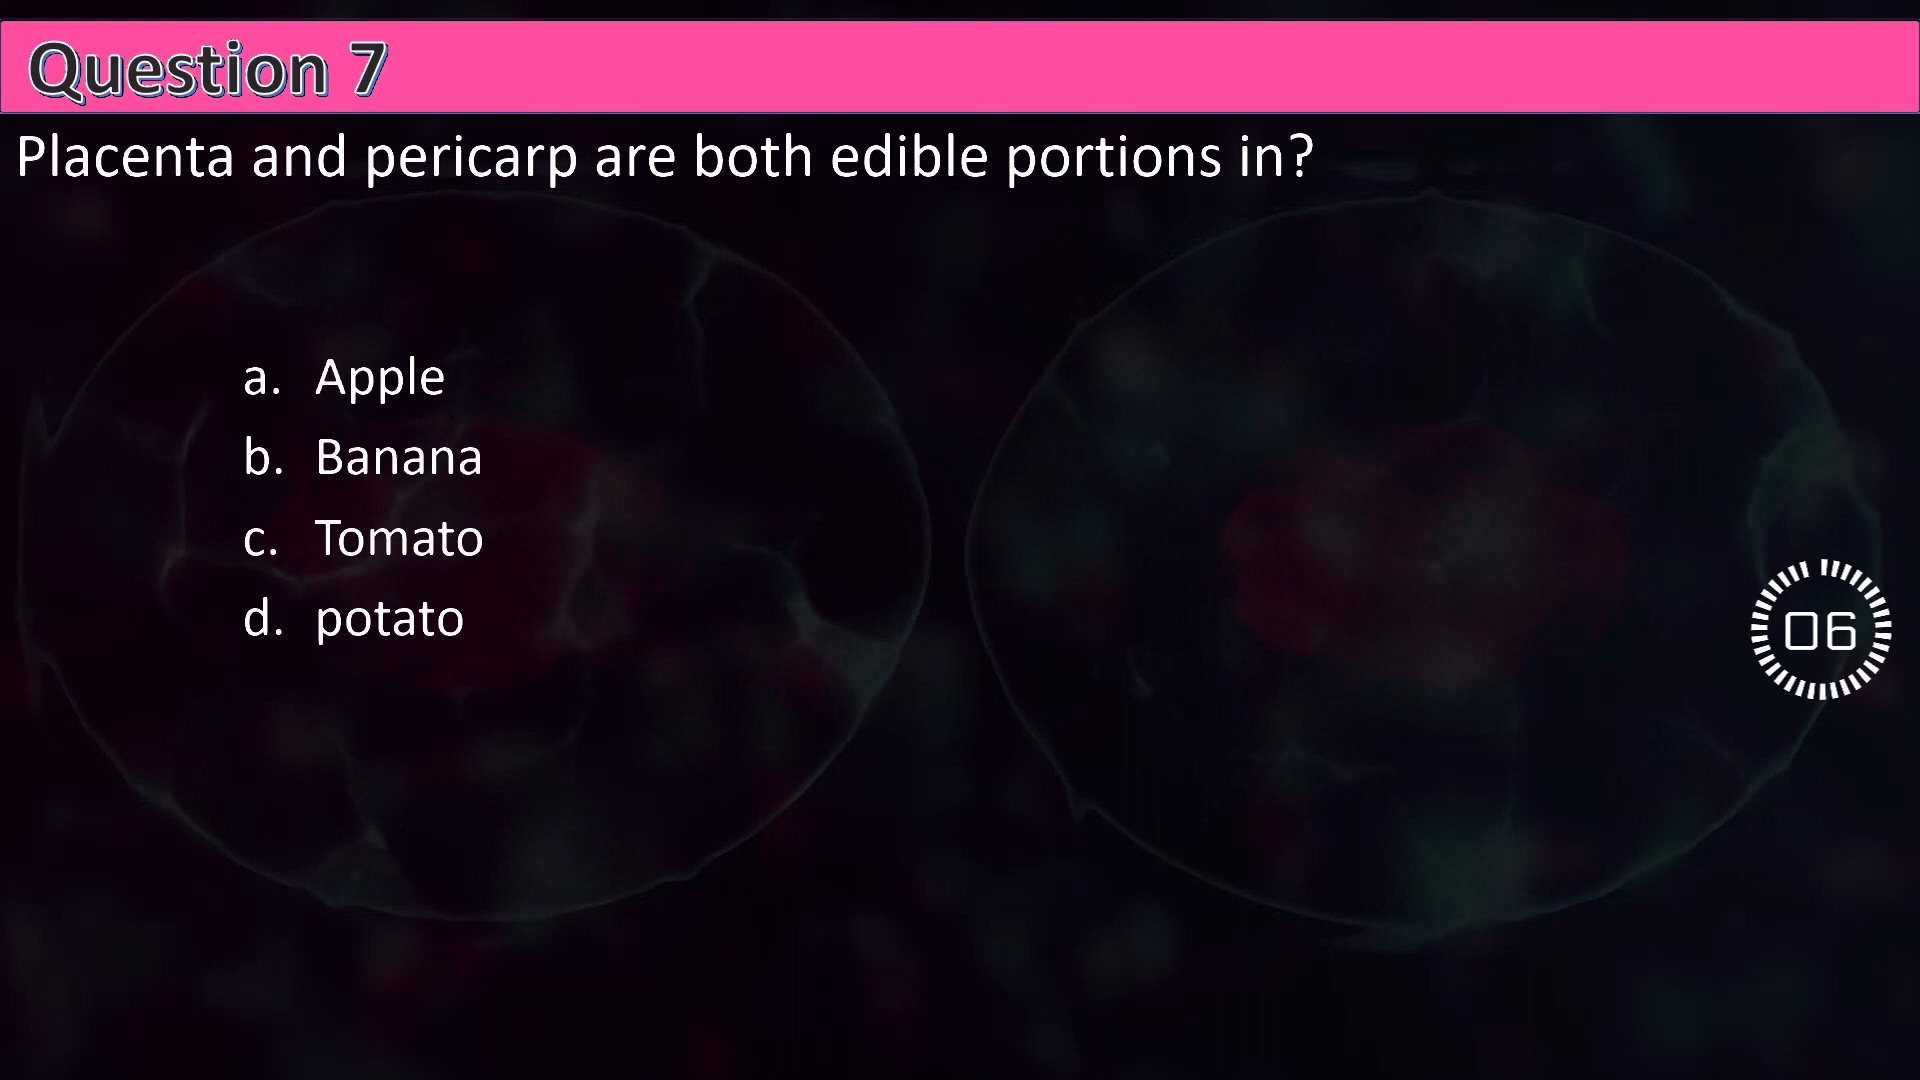 Question 7
Placenta and pericarp are both edible portions in?
a. Apple
b. Banana
c. Tomato
d. potato
06